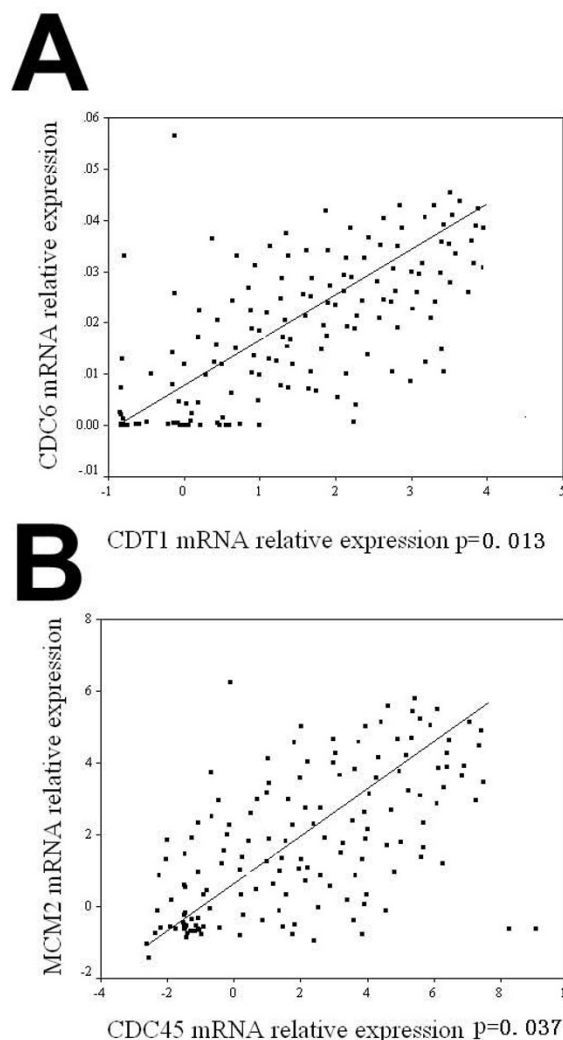 A
CDC6 mRNA relative expression
.06
.05
.04
.03
.02
.01
0.00
-.01
-1 0 1 2 3 4 5
CDT1 mRNA relative expression p=0.013
B
MCM2 mRNA relative expression
8
6
4
2
0
-2
-4 -2 0 2 4 6 8 1
CDC45 mRNA relative expression p=0.037